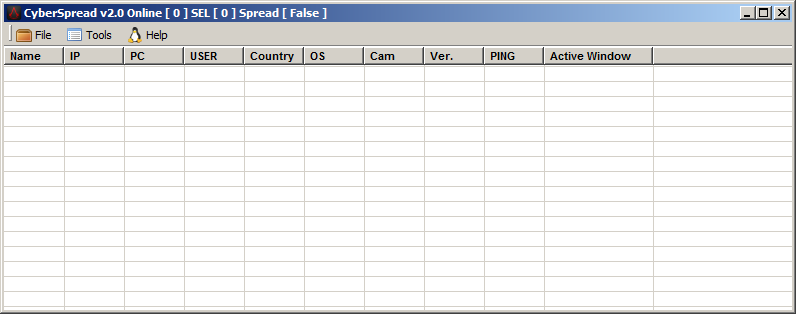 CyberSpread v2.0 Online [ 0 ] SEL [ 0 ] Spread [ False ]
File Tools Help
Name IP PC USER Country OS Cam Ver. PING Active Window